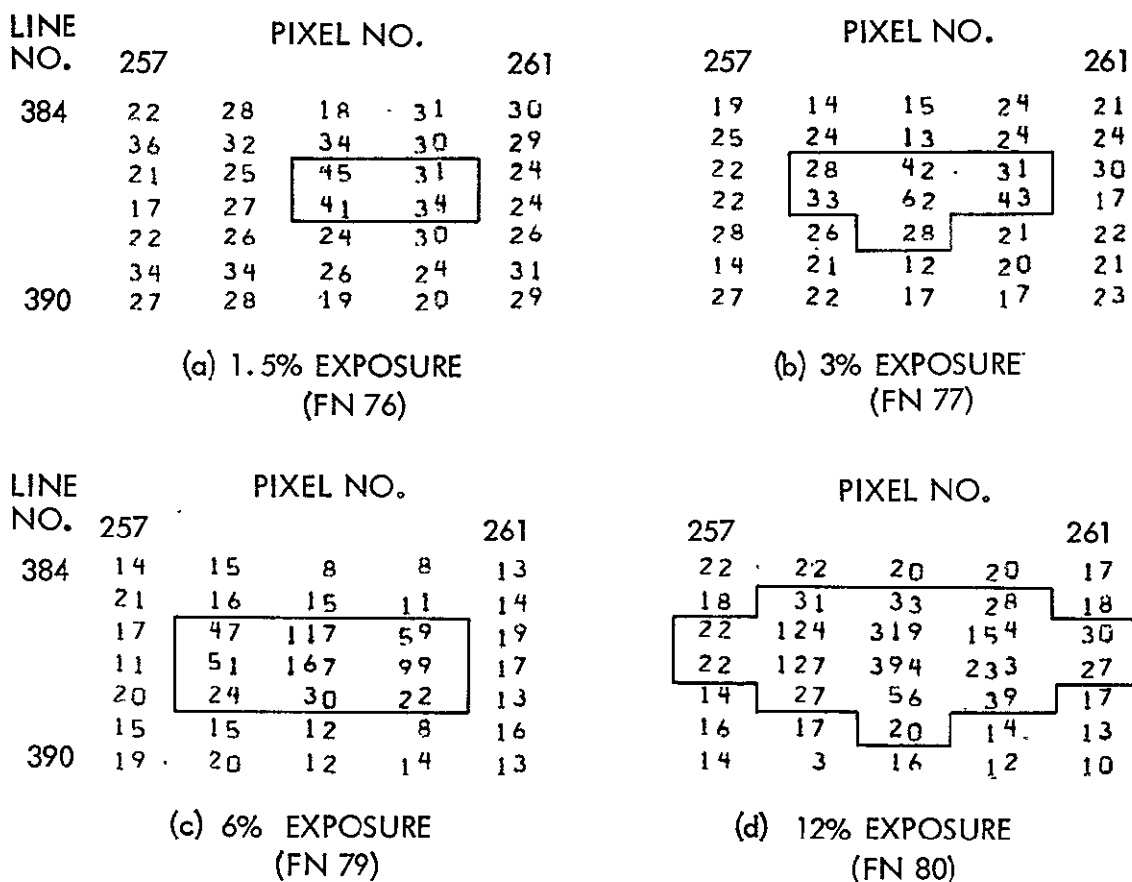 LINE NO. PIXEL NO. PIXEL NO.
257 261 257 261
384 22 28 18 31 30 19 14 15 24 21
36 32 34 30 29 25 24 13 24 24
21 25 45 31 24 22 28 42 31 30
17 27 41 34 24 22 33 62 43 17
22 26 24 30 26 28 26 28 21 22
34 34 26 24 31 14 21 12 20 21
390 27 28 19 20 29 27 22 17 17 23
(a) 1.5% EXPOSURE (b) 3% EXPOSURE
(FN 76) (FN 77)
LINE NO. PIXEL NO. PIXEL NO.
257 261 257 261
384 14 15 8 8 13 22 22 20 20 17
21 16 15 11 14 18 31 33 28 18
17 47 117 59 19 22 124 319 154 30
11 51 167 99 17 22 127 394 233 27
20 24 30 22 13 14 27 56 39 17
15 15 12 8 16 16 17 20 14 13
390 19 20 12 14 13 14 3 16 12 10
(c) 6% EXPOSURE (d) 12% EXPOSURE
(FN 79) (FN 80)